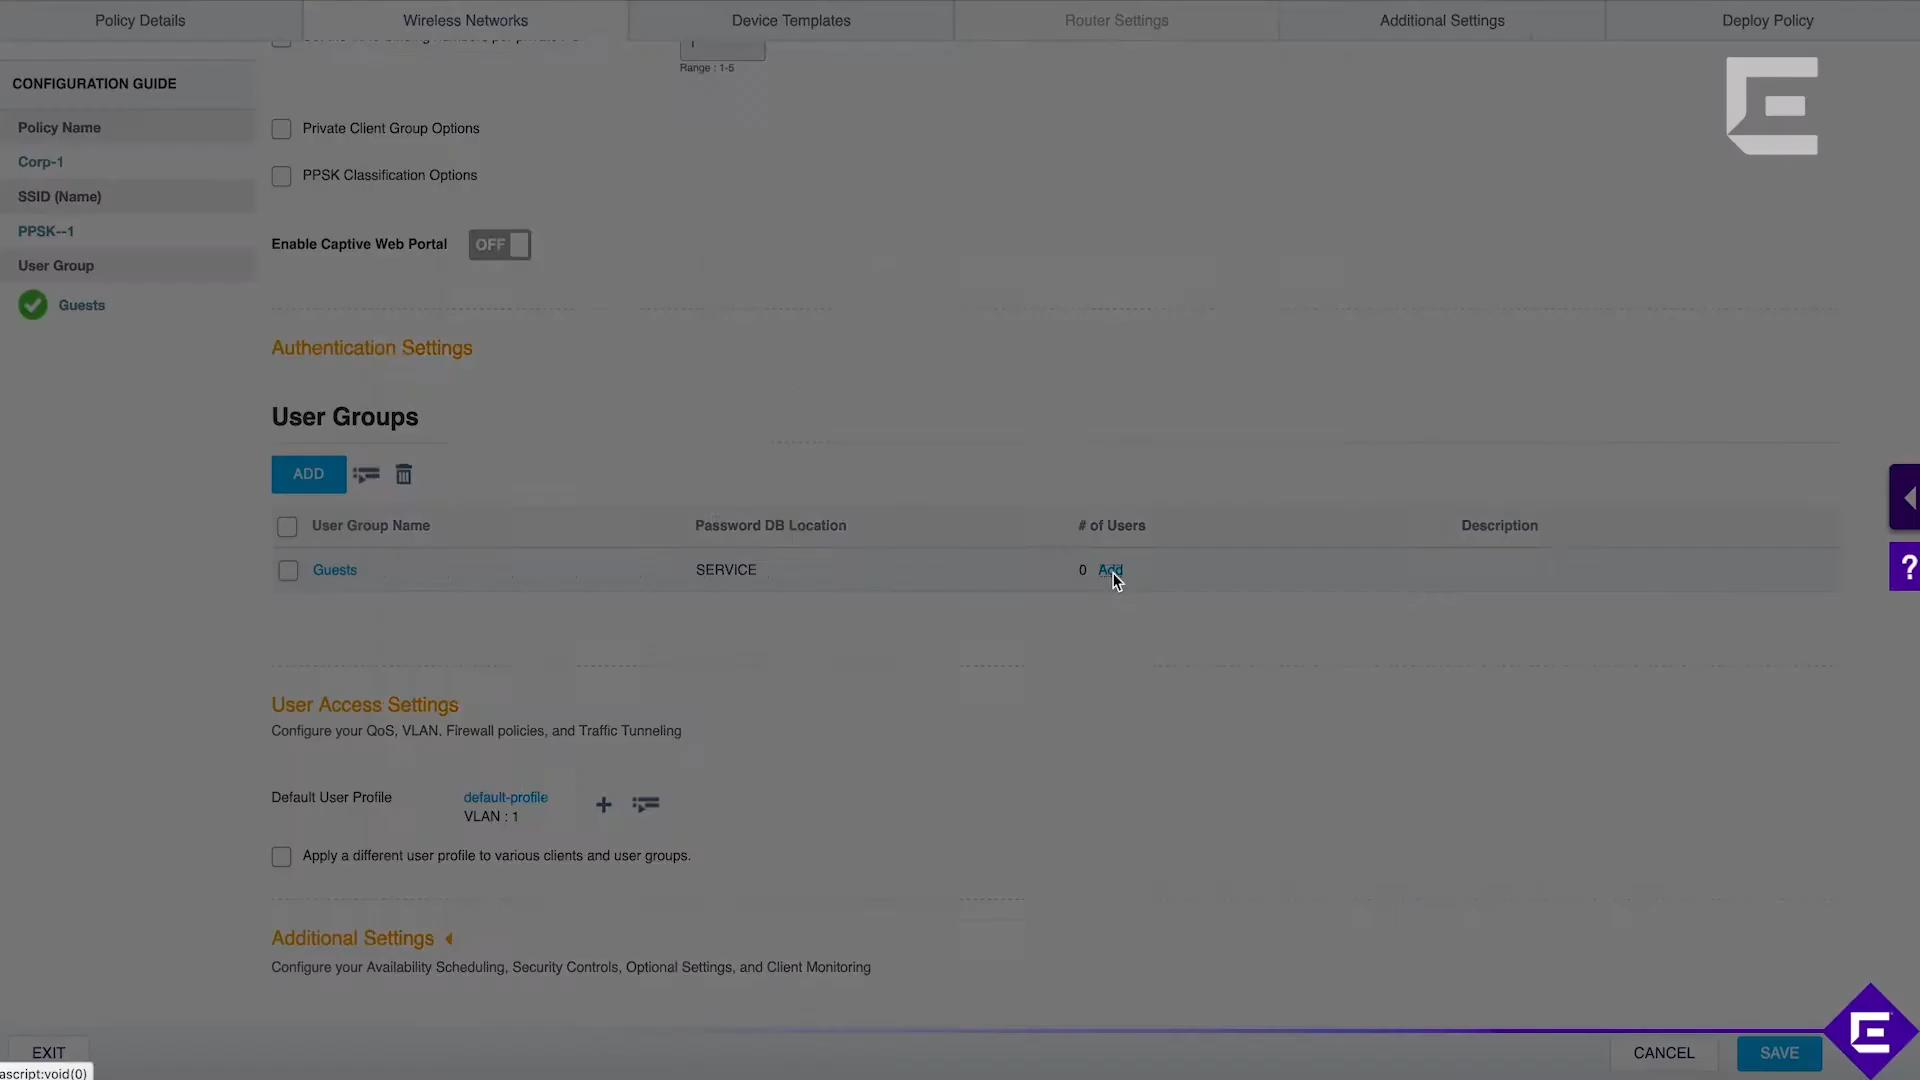 Policy Details
Wireless Networks
Device Templates
Router Settings
Additional Settings
Deploy Policy
Range : 1-5
CONFIGURATION GUIDE
Policy Name
Corp-1
SSID (Name)
PPSK--1
User Group
Guests
Private Client Group Options
PPSK Classification Options
Enable Captive Web Portal OFF
Authentication Settings
User Groups
ADD
User Group Name
Password DB Location
# of Users
Description
Guests
SERVICE
0 Add
User Access Settings
Configure your QoS, VLAN. Firewall policies, and Traffic Tunneling
Default User Profile
default-profile
VLAN : 1
Apply a different user profile to various clients and user groups.
Additional Settings
Configure your Availability Scheduling, Security Controls, Optional Settings, and Client Monitoring
?
EXIT
CANCEL
SAVE
ascript:void(0)